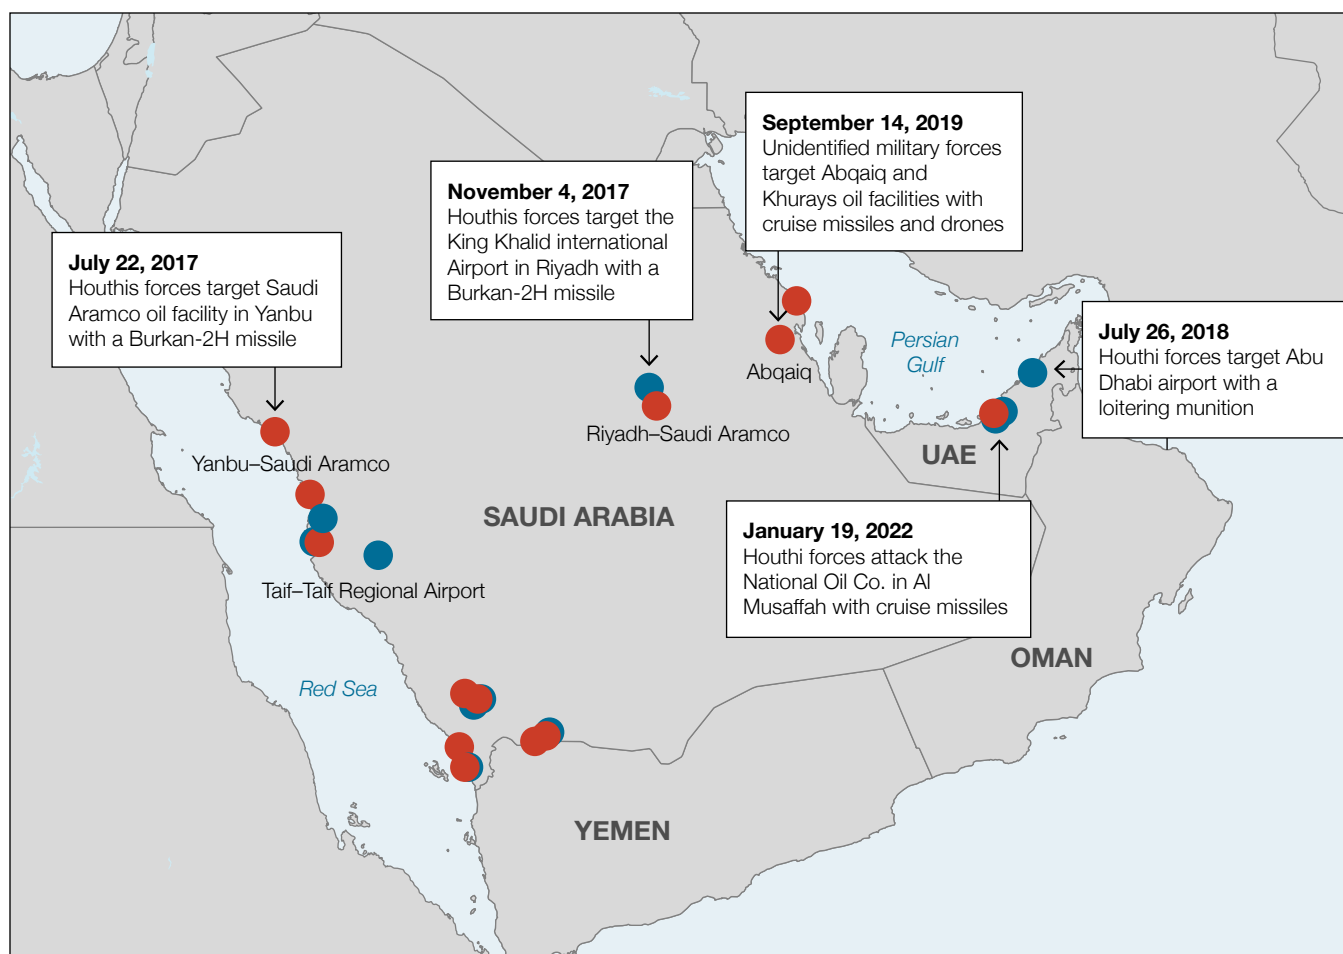 September 14, 2019
Unidentified military forces
target Abqaiq and
Khurays oil facilities with
cruise missiles and drones
November 4, 2017
Houthis forces target the
King Khalid international
Airport in Riyadh with a
Burkan-2H missile
July 22, 2017
Houthis forces target Saudi
Aramco oil facility in Yanbu
with a Burkan-2H missile
July 26, 2018
Houthi forces target Abu
Dhabi airport with a
loitering munition
Persian
Gulf
Abqaiq
Riyadh–Saudi Aramco
Yanbu–Saudi Aramco
UAE
SAUDI ARABIA
January 19, 2022
Houthi forces attack the
National Oil Co. in Al
Musaffah with cruise missiles
Taif–Taif Regional Airport
OMAN
Red Sea
YEMEN